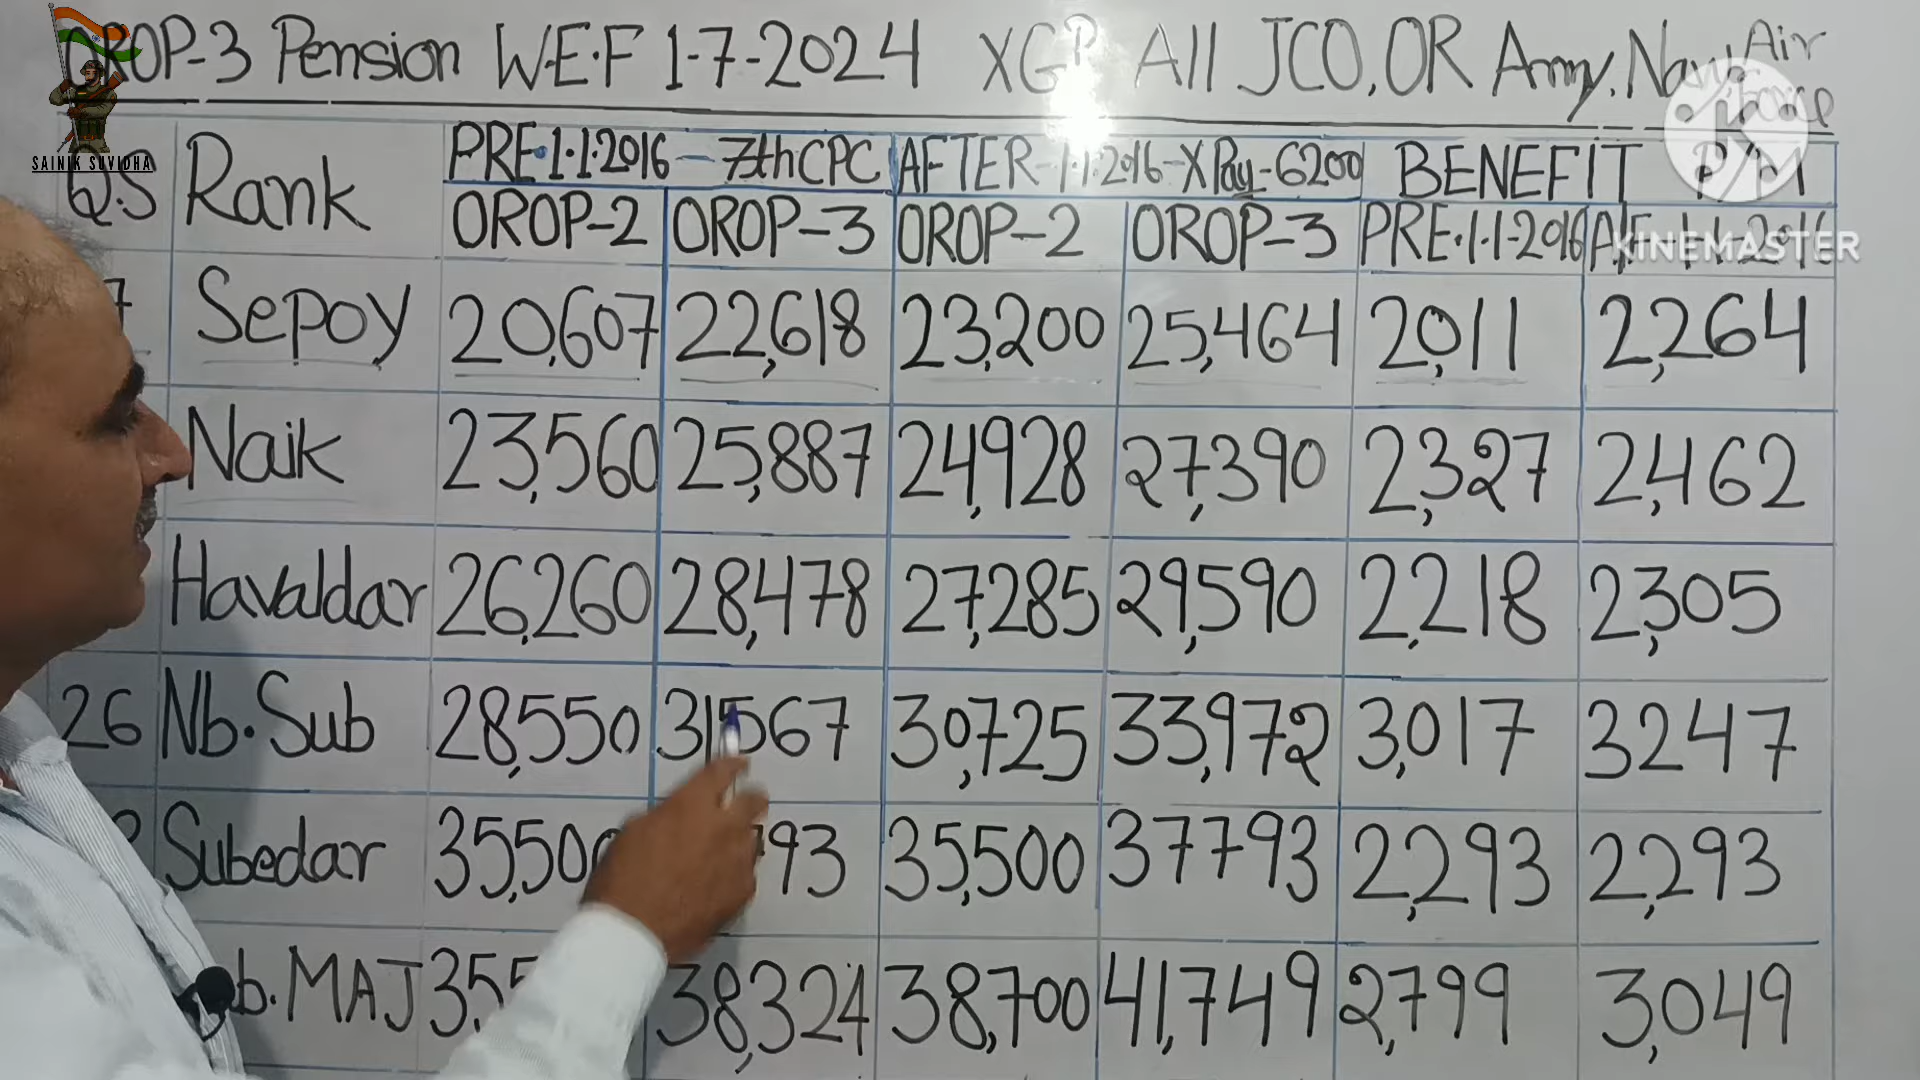 OROP-3 Pension W.E.F 1-7-2024 XGP All JCO,OR Army, Navy Air
SAINIK SUVIDHA
KINEMASTER
Q.S Rank PRE.1.1.2016 - 7th CPC AFTER-1.1.2016-X Pay-6200 BENEFIT P/M
OROP-2 OROP-3 OROP-2 OROP-3 PRE.1-1-2016
Sepoy 20,607 22,618 23,200 25,464 2,011 2,264
Naik 23,560 25,887 24,928 27,390 2,327 2,462
Havaldar 26,260 28,478 27,285 29,590 2,218 2,305
26 Nb.Sub 28,550 31567 30,725 33,972 3,017 3247
Subedar 35,500 793 35,500 37793 2,293 2,293
b.MAJ 355 38,324 38,700 41,749 2,799 3,049